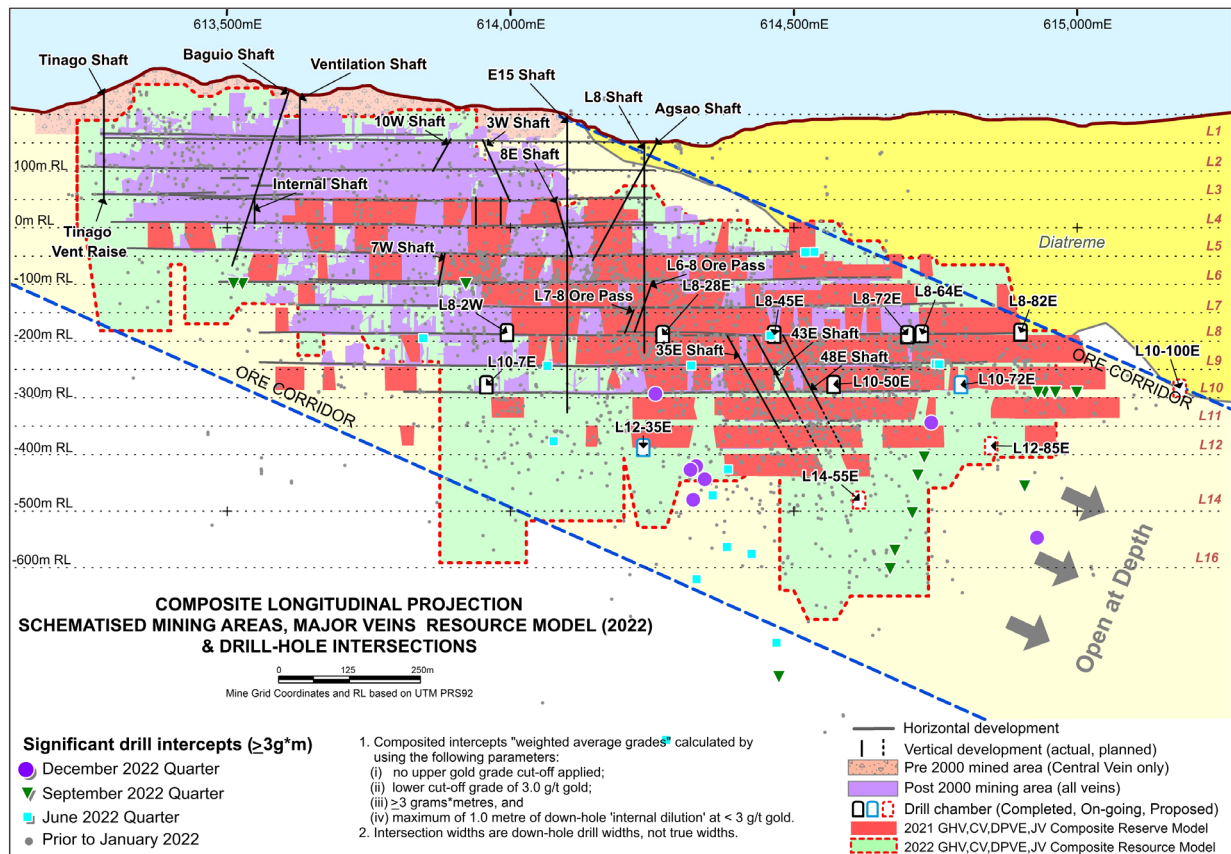 613,500mE
614,000mE
614,500mE
615,000mE
Tinago Shaft
Baguio Shaft
Ventilation Shaft
E15 Shaft
L8 Shaft
Agsao Shaft
10W Shaft
3W Shaft
8E Shaft
L1
L2
L3
L4
L5
L6
L7
L8
L9
L10
L11
L12
L14
L16
100m RL
0m RL
-100m RL
-200m RL
-300m RL
-400m RL
-500m RL
-600m RL
Internal Shaft
Tinago
Vent Raise
7W Shaft
Diatreme
L6-8 Ore Pass
L7-8 Ore Pass
L8-28E
L8-2W
L8-45E
L8-72E
L8-64E
L8-82E
43E Shaft
35E Shaft
48E Shaft
L10-7E
L10-50E
L10-72E
L10-100E
ORE CORRIDOR
ORE CORRIDOR
L12-35E
L12-85E
L14-55E
Open at Depth
COMPOSITE LONGITUDINAL PROJECTION
SCHEMATISED MINING AREAS, MAJOR VEINS RESOURCE MODEL (2022)
& DRILL-HOLE INTERSECTIONS
0 125 250m
Mine Grid Coordinates and RL based on UTM PRS92
Significant drill intercepts (≥3g*m)
December 2022 Quarter
September 2022 Quarter
June 2022 Quarter
Prior to January 2022
1. Composited intercepts "weighted average grades" calculated by
using the following parameters:
(i) no upper gold grade cut-off applied;
(ii) lower cut-off grade of 3.0 g/t gold;
(iii) ≥3 grams*metres, and
(iv) maximum of 1.0 metre of down-hole 'internal dilution' at < 3 g/t gold.
2. Intersection widths are down-hole drill widths, not true widths.
Horizontal development
Vertical development (actual, planned)
Pre 2000 mined area (Central Vein only)
Post 2000 mining area (all veins)
Drill chamber (Completed, On-going, Proposed)
2021 GHV,CV,DPVE,JV Composite Reserve Model
2022 GHV,CV,DPVE,JV Composite Resource Model